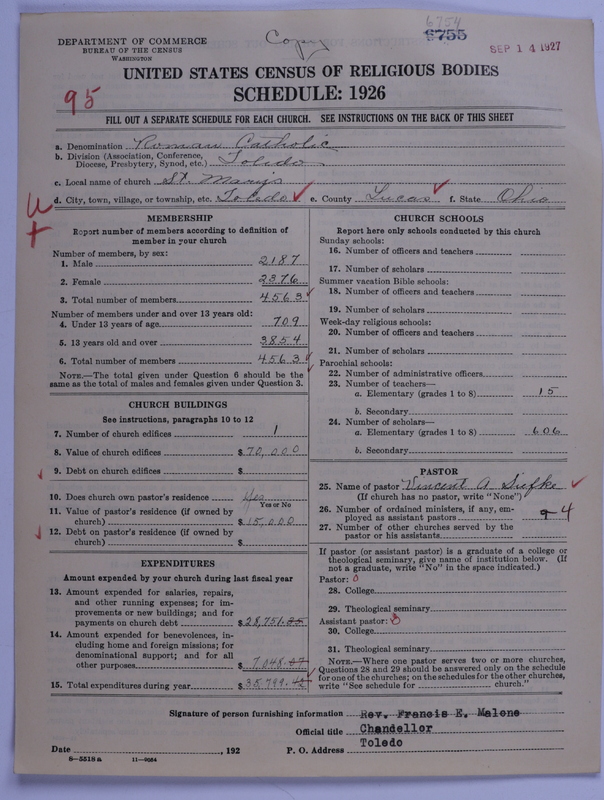 6754
6755
DEPARTMENT OF COMMERCE
BUREAU OF THE CENSUS
WASHINGTON
Copy
SEP 14 1927
UNITED STATES CENSUS OF RELIGIOUS BODIES
SCHEDULE: 1926
95
FILL OUT A SEPARATE SCHEDULE FOR EACH CHURCH. SEE INSTRUCTIONS ON THE BACK OF THIS SHEET
a. Denomination Roman Catholic
b. Division (Association, Conference, Diocese, Presbytery, Synod, etc.) Toledo
c. Local name of church St. Marys
d. City, town, village, or township, etc. Toledo e. County Lucas f. State Ohio
MEMBERSHIP
Report number of members according to definition of
member in your church
Number of members, by sex:
1. Male 2187
2. Female 2376
3. Total number of members 4563
Number of members under and over 13 years old:
4. Under 13 years of age 709
5. 13 years old and over 3854
6. Total number of members 4563
NOTE.—The total given under Question 6 should be
same as the total of males and females given under Question 3.
CHURCH BUILDINGS
See instructions, paragraphs 10 to 12
7. Number of church edifices 1
8. Value of church edifices $ 70,000
9. Debt on church edifices $
10. Does church own pastor's residence Yes
Yes or No
11. Value of pastor's residence (if owned by
church) $ 15,000
12. Debt on pastor's residence (if owned by
church) $
EXPENDITURES
Amount expended by your church during last fiscal year
13. Amount expended for salaries, repairs,
and other running expenses; for im-
provements or new buildings; and for
payments on church debt $ 28,751.35
14. Amount expended for benevolences, in-
cluding home and foreign missions; for
denominational support; and for all
other purposes $ 7,048.07
15. Total expenditures during year $ 35,799.42
CHURCH SCHOOLS
Report here only schools conducted by this church
Sunday schools:
16. Number of officers and teachers
17. Number of scholars
Summer vacation Bible schools:
18. Number of officers and teachers
19. Number of scholars
Week-day religious schools:
20. Number of officers and teachers
21. Number of scholars
Parochial schools:
22. Number of administrative officers
23. Number of teachers—
a. Elementary (grades 1 to 8) 15
b. Secondary
24. Number of scholars—
a. Elementary (grades 1 to 8) 606
b. Secondary
PASTOR
25. Name of pastor Vincent A
(If church has no pastor, write "None")
26. Number of ordained ministers, if any, em-
ployed as assistant pastors 4
27. Number of other churches served by the
pastor or his assistants
If pastor (or assistant pastor) is a graduate of a college or
theological seminary, give name of institution below. (If
not a graduate, write "No" in the space indicated.)
Pastor: 0
28. College
29. Theological seminary
Assistant pastor:
30. College
31. Theological seminary
NOTE.—Where one pastor serves two or more churches,
Questions 28 and 29 should be answered only on the schedule
for one of the churches; on the schedules for the other churches,
write "See schedule for church."
Signature of person furnishing information Rev. Francis E. Malone
Official title Chandellor
Date , 192 P. O. Address Toledo
8-5518a 11-9084